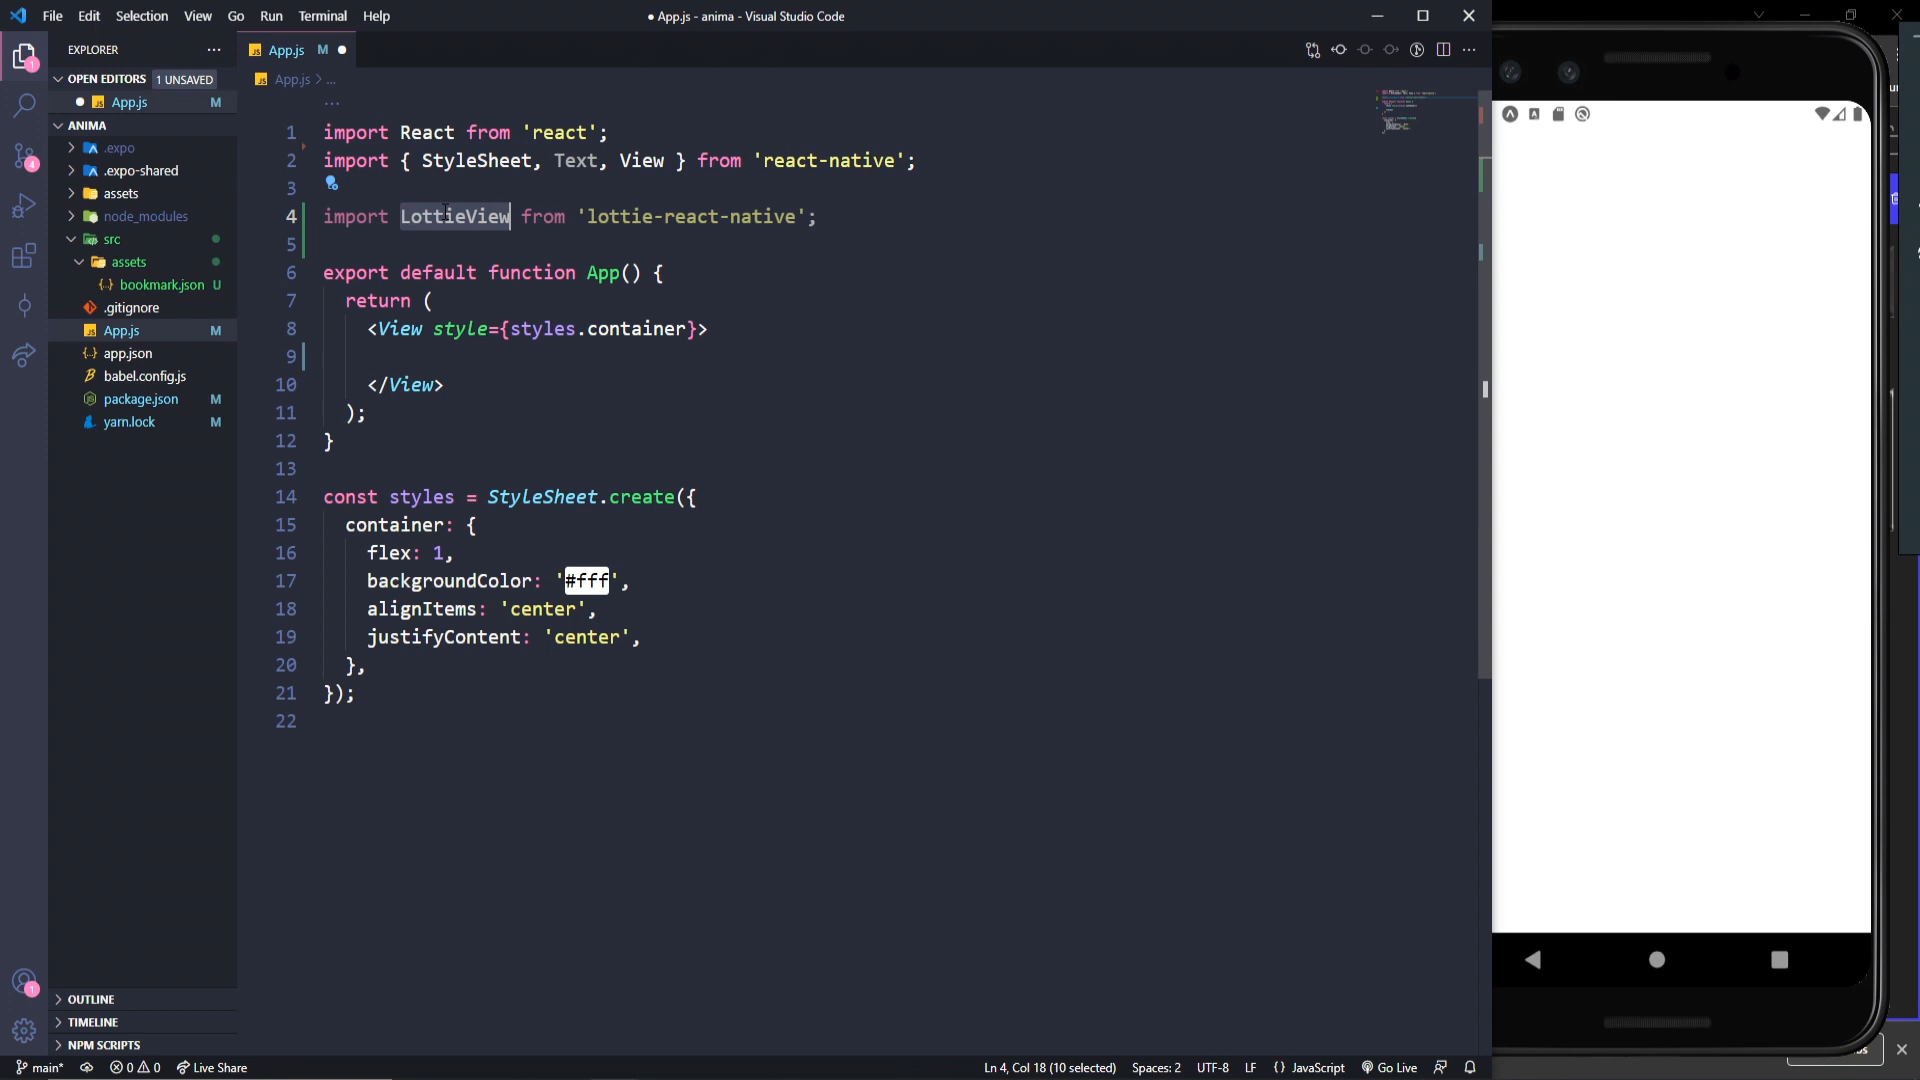 File Edit Selection View Go Run Terminal Help
● App.js - anima - Visual Studio Code
EXPLORER
OPEN EDITORS 1 UNSAVED
App.js M
ANIMA
.expo
.expo-shared
assets
node_modules
src
assets
bookmark.json U
.gitignore
App.js M
app.json
babel.config.js
package.json M
yarn.lock M
OUTLINE
TIMELINE
NPM SCRIPTS
JS App.js M
JS App.js > ...
1 import React from 'react';
2 import { StyleSheet, Text, View } from 'react-native';
3
4 import LottieView from 'lottie-react-native';
5
6 export default function App() {
7 return (
8 <View style={styles.container}>
9
10 </View>
11 );
12 }
13
14 const styles = StyleSheet.create({
15 container: {
16 flex: 1,
17 backgroundColor: '#fff',
18 alignItems: 'center',
19 justifyContent: 'center',
20 },
21 });
22
main* 0 0 Live Share
Ln 4, Col 18 (10 selected) Spaces: 2 UTF-8 LF {} JavaScript Go Live